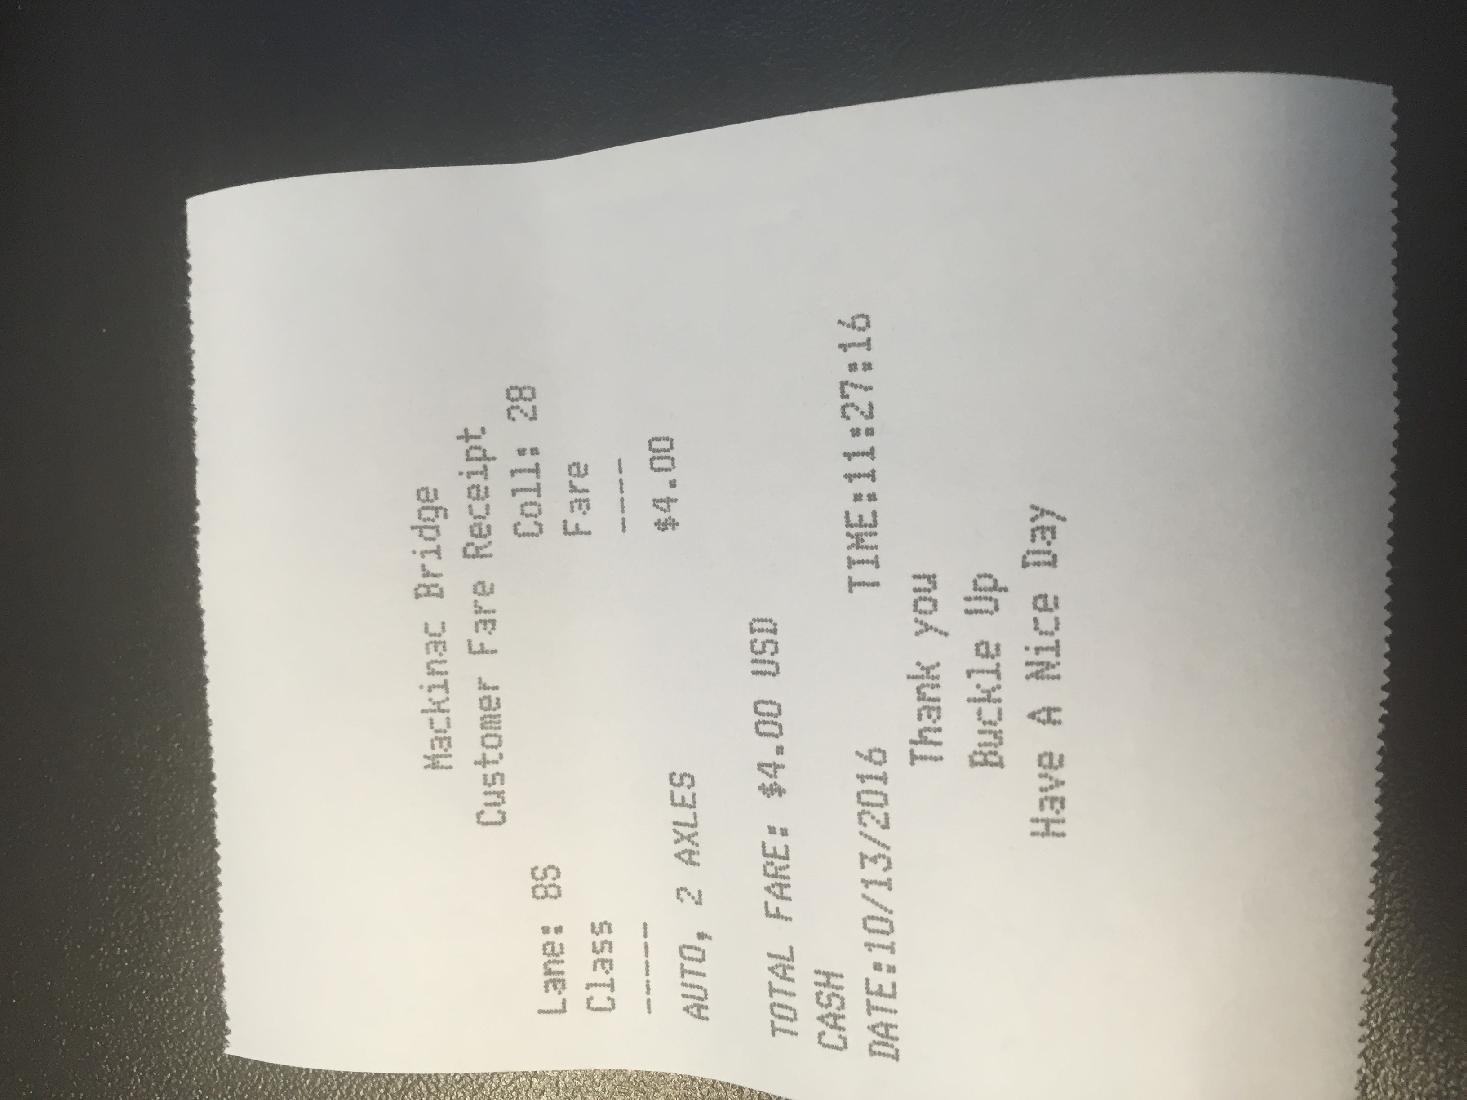 Mackinac Bridge
Customer Fare Receipt
Lane: 8S Coll: 28
Class Fare
----- ----
AUTO, 2 AXLES $4.00
TOTAL FARE: $4.00 USD
CASH
DATE:10/13/2016 TIME:11:27:16
Thank you
Buckle Up
Have A Nice Day